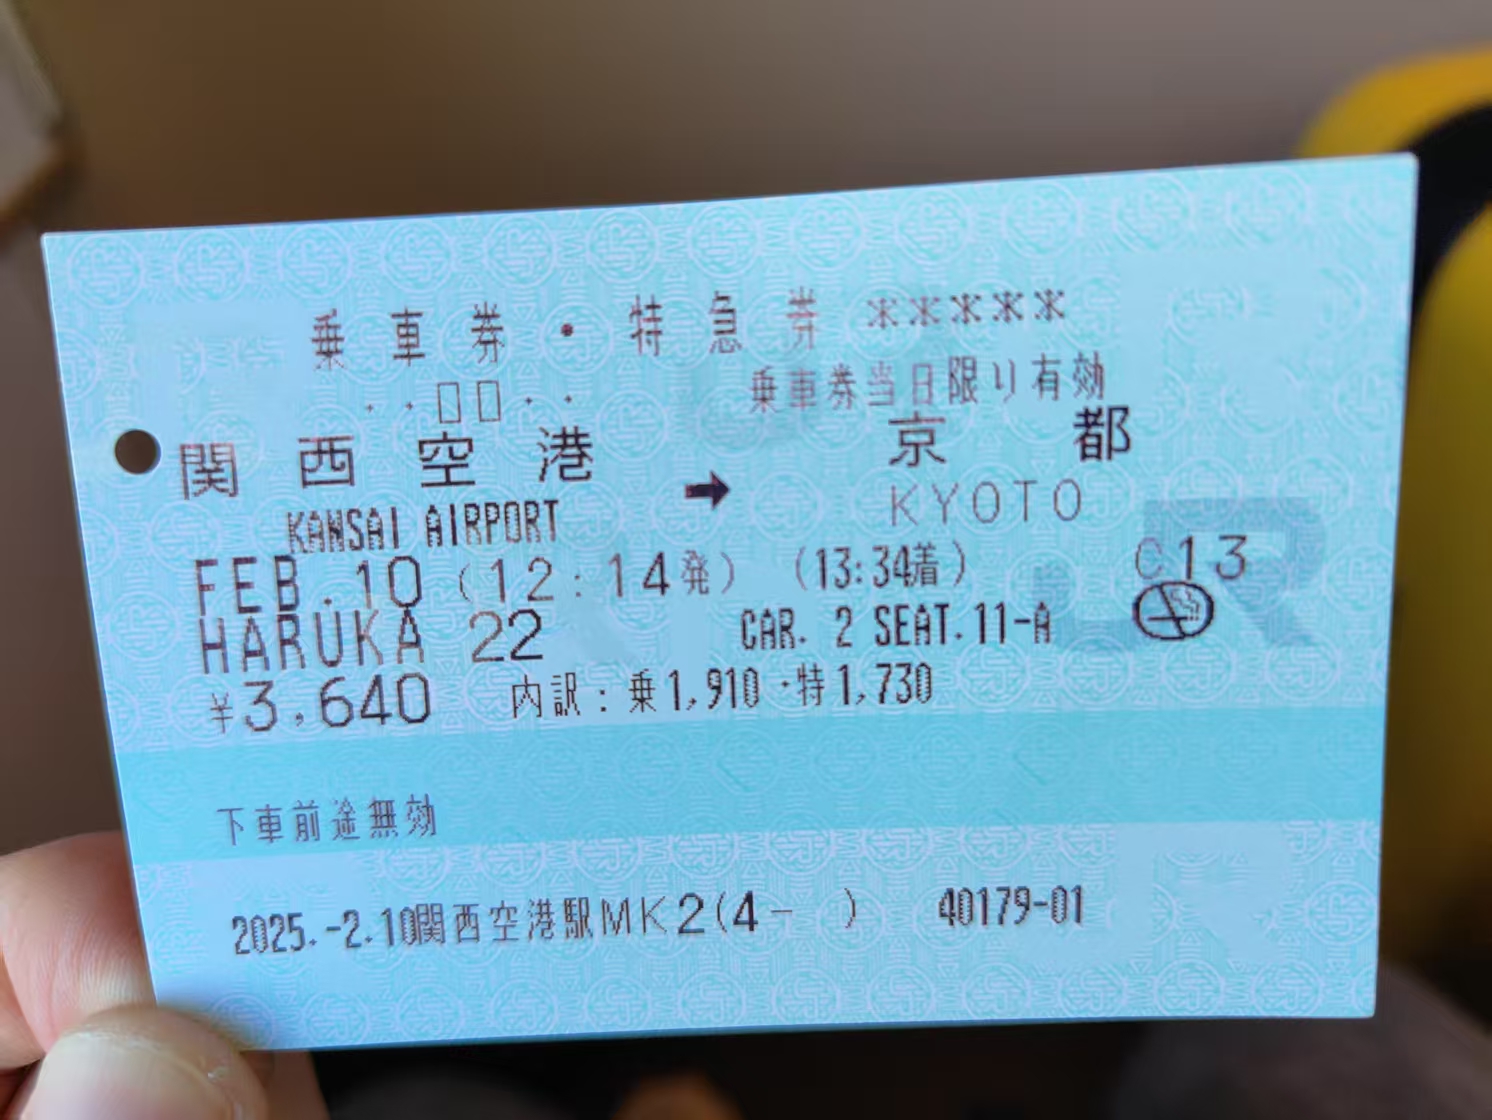 乗車券・特急券 *****
・・▯▯・・ 乗車券当日限り有効
関西空港 ➡ 京都
KANSAI AIRPORT KYOTO
FEB.10 (12:14発) (13:34着) C13
HARUKA 22 CAR. 2 SEAT.11-A
¥3,640 内訳:乗1,910・特1,730
下車前途無効
2025.-2.10関西空港駅MK2(4- ) 40179-01
JR